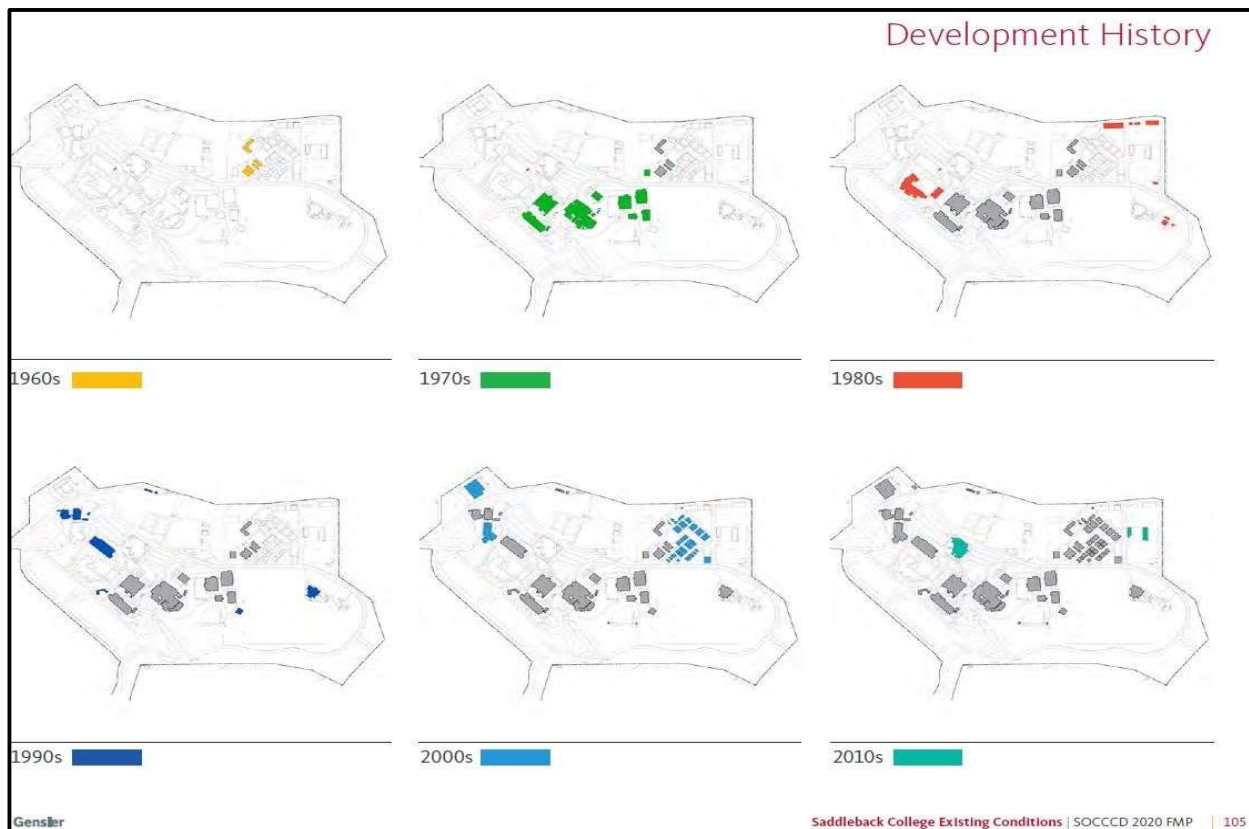 Development History
1960s
1970s
1980s
1990s
2000s
2010s
Gensler
Saddleback College Existing Conditions | SOCCCD 2020 FMP | 105